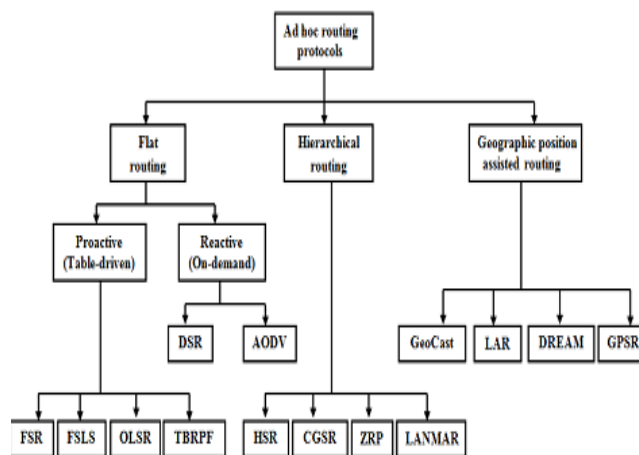 Ad hoc routing
protocols
Flat
routing
Hierarchical
routing
Geographic position
assisted routing
Proactive
(Table-driven)
Reactive
(On-demand)
DSR
AODV
GeoCast
LAR
DREAM
GPSR
FSR
FSLS
OLSR
TBRPF
HSR
CGSR
ZRP
LANMAR